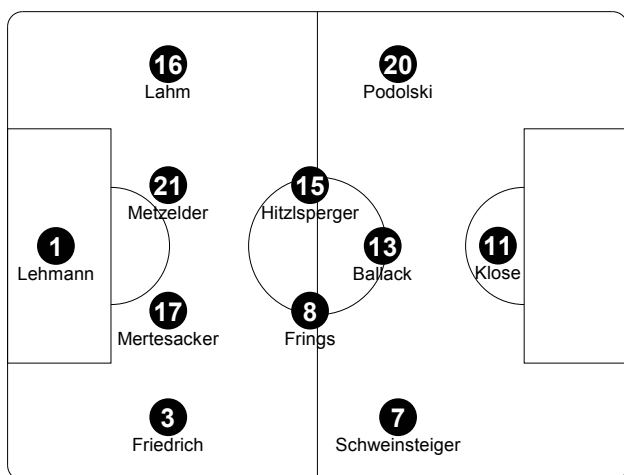 16
Lahm
20
Podolski
21
Metzelder
15
Hitzlsperger
1
Lehmann
13
Ballack
11
Klose
17
Mertesacker
8
Frings
3
Friedrich
7
Schweinsteiger